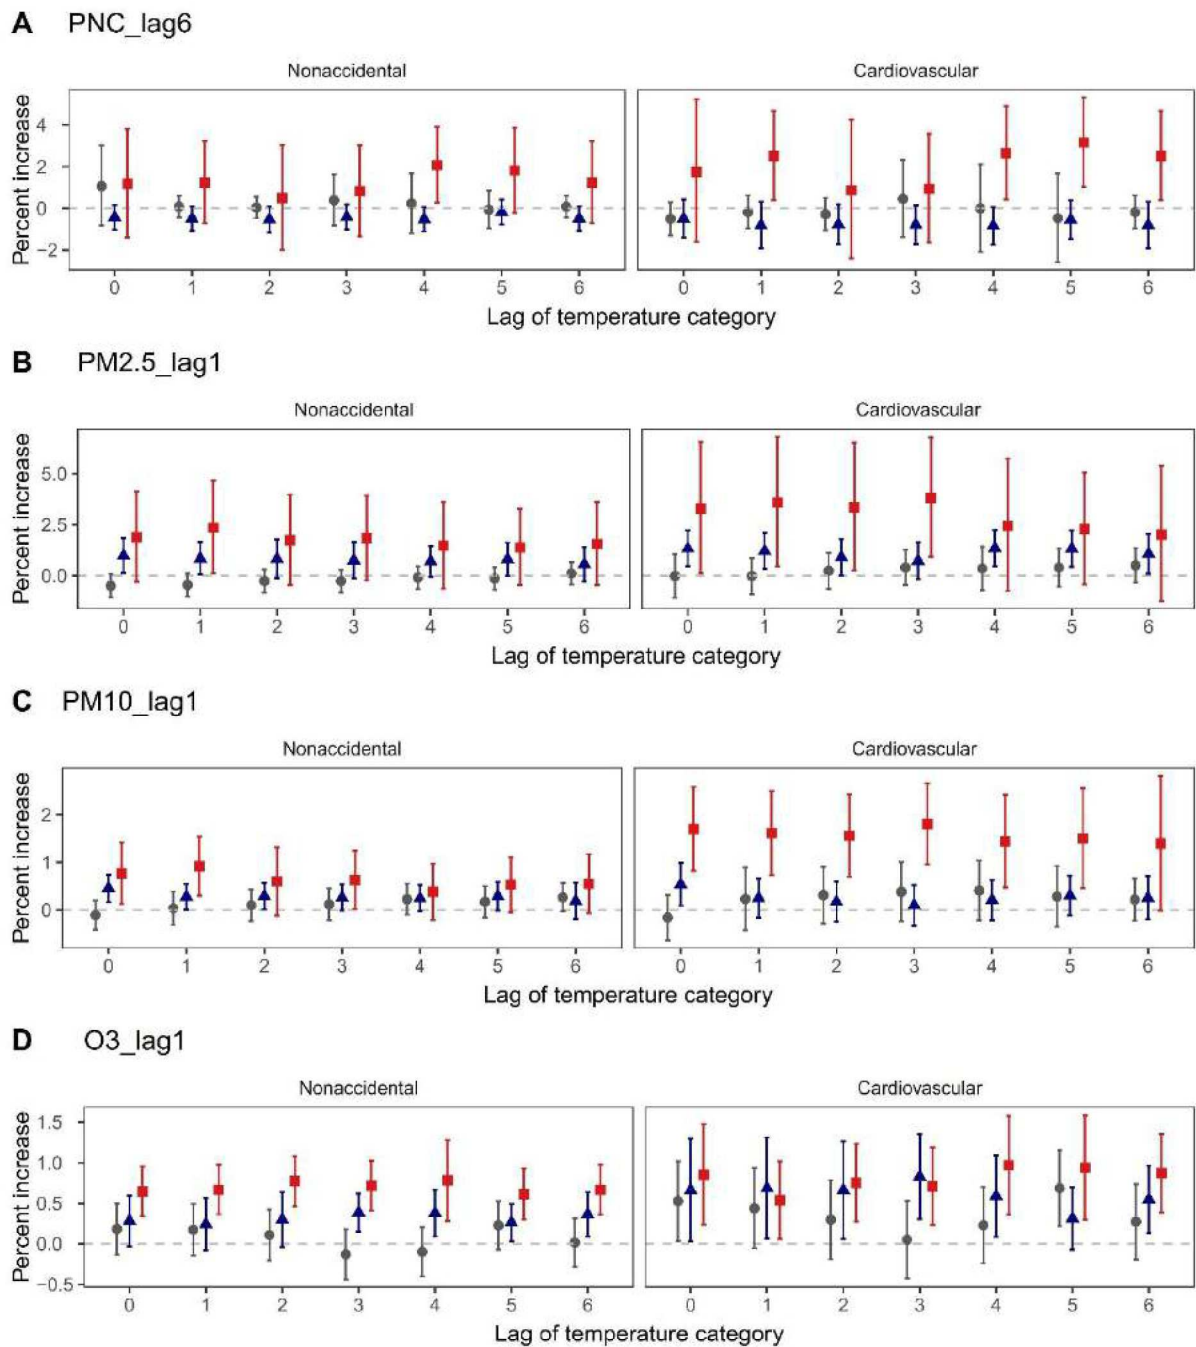 A PNC_lag6
Nonaccidental Cardiovascular
Percent increase
4
2
0
−2
0 1 2 3 4 5 6 0 1 2 3 4 5 6
Lag of temperature category
B PM2.5_lag1
Nonaccidental Cardiovascular
Percent increase
5.0
2.5
0.0
0 1 2 3 4 5 6 0 1 2 3 4 5 6
Lag of temperature category
C PM10_lag1
Nonaccidental Cardiovascular
Percent increase
2
1
0
0 1 2 3 4 5 6 0 1 2 3 4 5 6
Lag of temperature category
D O3_lag1
Nonaccidental Cardiovascular
Percent increase
1.5
1.0
0.5
0.0
−0.5
0 1 2 3 4 5 6 0 1 2 3 4 5 6
Lag of temperature category